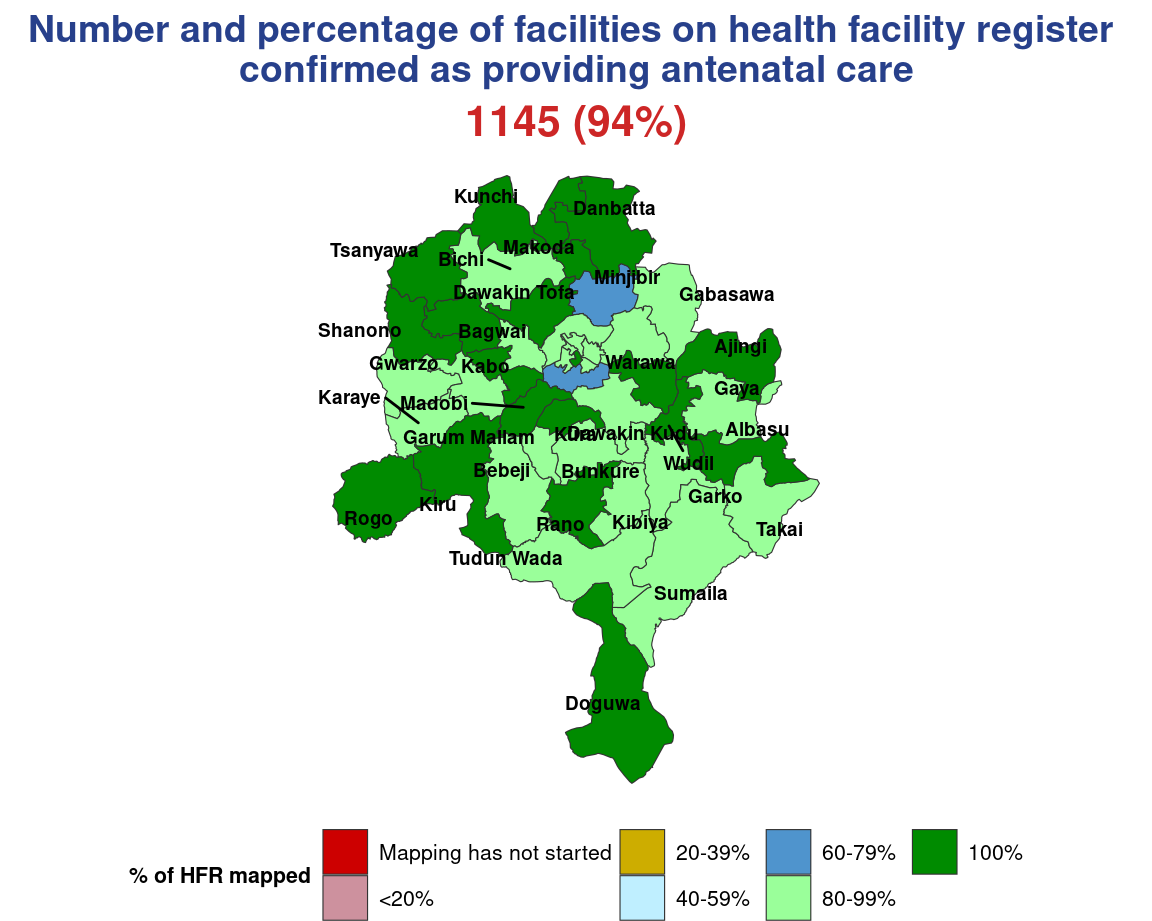 Number and percentage of facilities on health facility register
confirmed as providing antenatal care
1145 (94%)
Kunchi
Danbatta
Tsanyawa
Makoda
Bichi
Minjibir
Dawakin Tofa
Gabasawa
Shanono
Bagwai
Ajingi
Gwarzo
Kabo
Warawa
Gaya
Karaye
Madobi
Garum Mallam
Kura
Dawakin Kudu
Albasu
Bebeji
Bunkure
Wudil
Garko
Kiru
Rogo
Rano
Kibiya
Takai
Tudun Wada
Sumaila
Doguwa
% of HFR mapped
Mapping has not started
20-39%
60-79%
100%
<20%
40-59%
80-99%